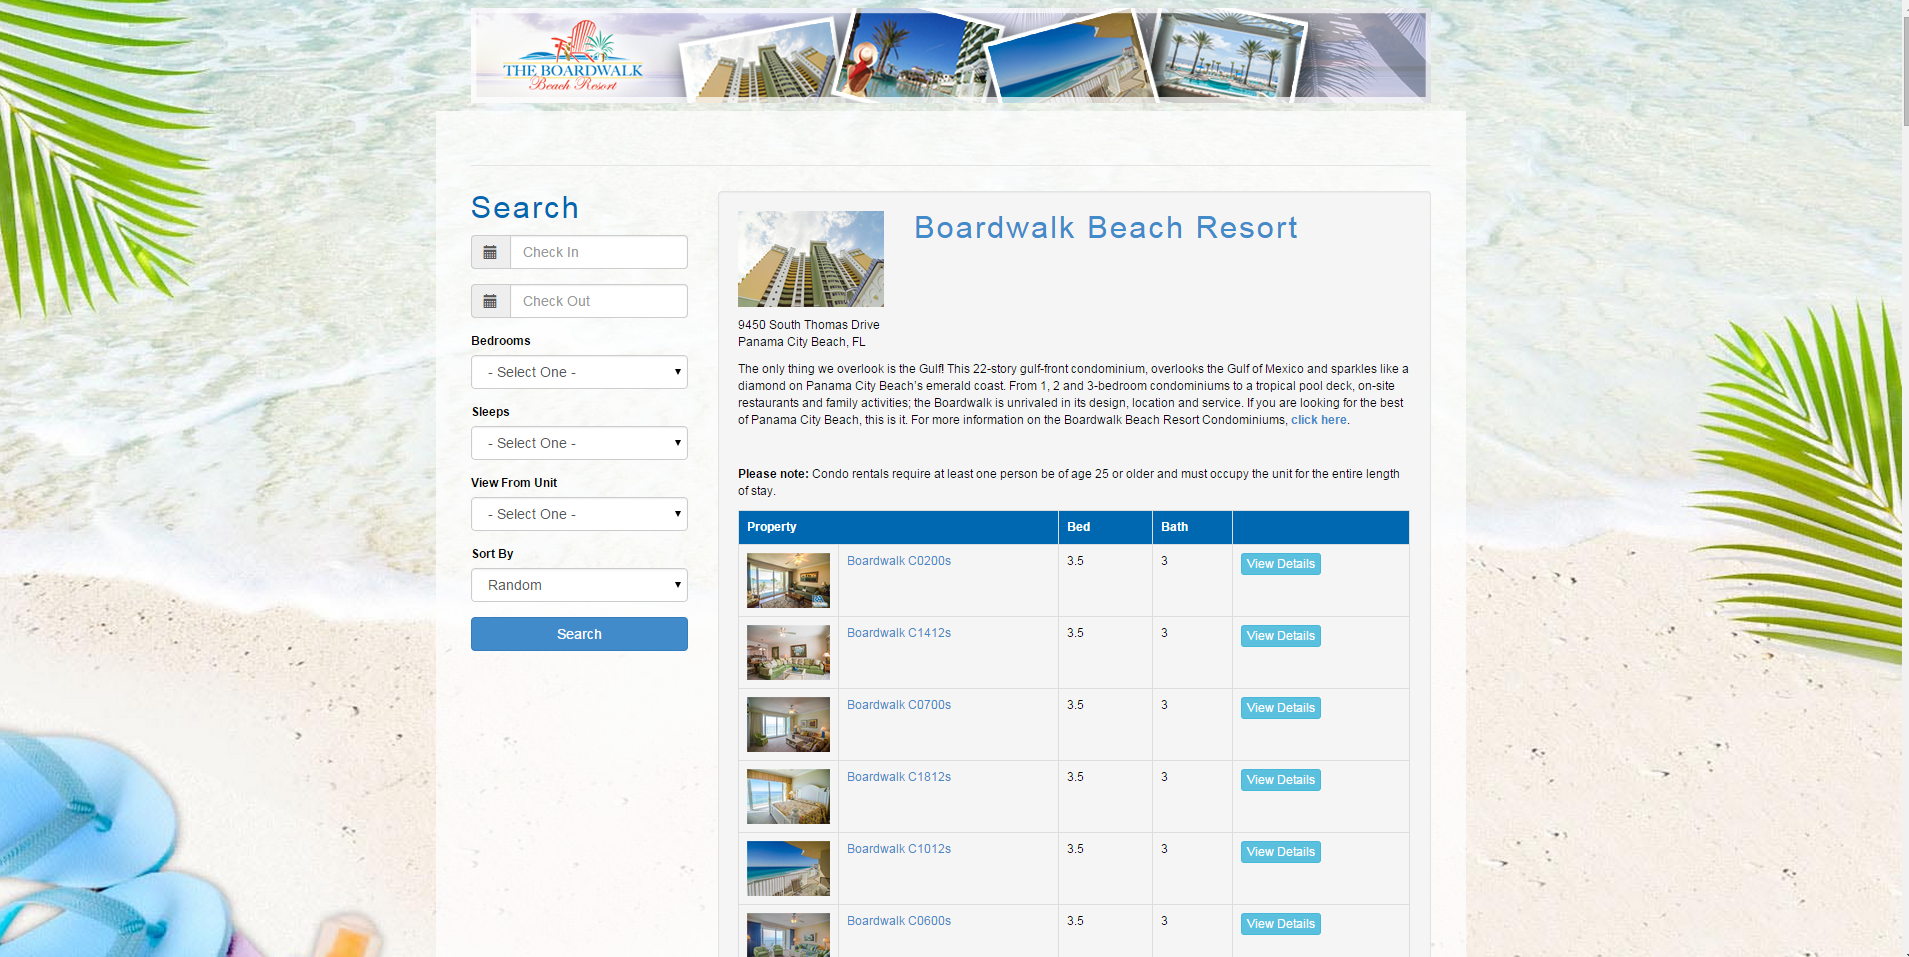 THE BOARDWALK
Beach Resort
Search
Check In
Check Out
Bedrooms
- Select One -
Sleeps
- Select One -
View From Unit
- Select One -
Sort By
Random
Search
Boardwalk Beach Resort
9450 South Thomas Drive
Panama City Beach, FL
The only thing we overlook is the Gulf! This 22-story gulf-front condominium, overlooks the Gulf of Mexico and sparkles like a
diamond on Panama City Beach's emerald coast. From 1, 2 and 3-bedroom condominiums to a tropical pool deck, on-site
restaurants and family activities; the Boardwalk is unrivaled in its design, location and service. If you are looking for the best
of Panama City Beach, this is it. For more information on the Boardwalk Beach Resort Condominiums, click here.
Please note: Condo rentals require at least one person be of age 25 or older and must occupy the unit for the entire length
of stay.
Property Bed Bath
Boardwalk C0200s 3.5 3 View Details
Boardwalk C1412s 3.5 3 View Details
Boardwalk C0700s 3.5 3 View Details
Boardwalk C1812s 3.5 3 View Details
Boardwalk C1012s 3.5 3 View Details
Boardwalk C0600s 3.5 3 View Details